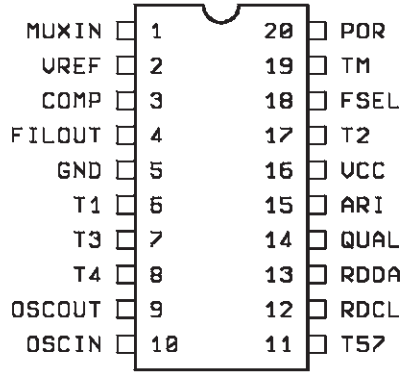 MUXIN 1 20 POR
VREF 2 19 TM
COMP 3 18 FSEL
FILOUT 4 17 T2
GND 5 16 VCC
T1 6 15 ARI
T3 7 14 QUAL
T4 8 13 RDDA
OSCOUT 9 12 RDCL
OSCIN 10 11 T57